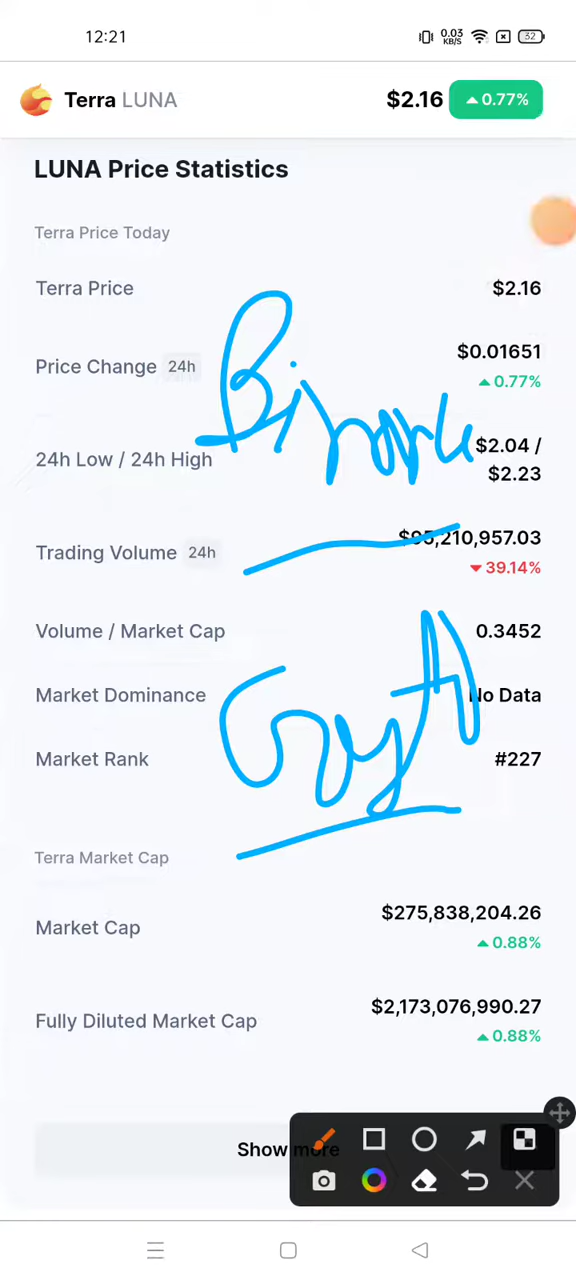 12:21
0.03 KB/S
32
Terra LUNA $2.16 0.77%
LUNA Price Statistics
Terra Price Today
Terra Price $2.16
Price Change 24h $0.01651
0.77%
24h Low / 24h High $2.04 /
$2.23
Binance
Trading Volume 24h $95,210,957.03
39.14%
Volume / Market Cap 0.3452
Market Dominance No Data
Market Rank #227
Terra Market Cap
Market Cap $275,838,204.26
0.88%
Fully Diluted Market Cap $2,173,076,990.27
0.88%
Show more